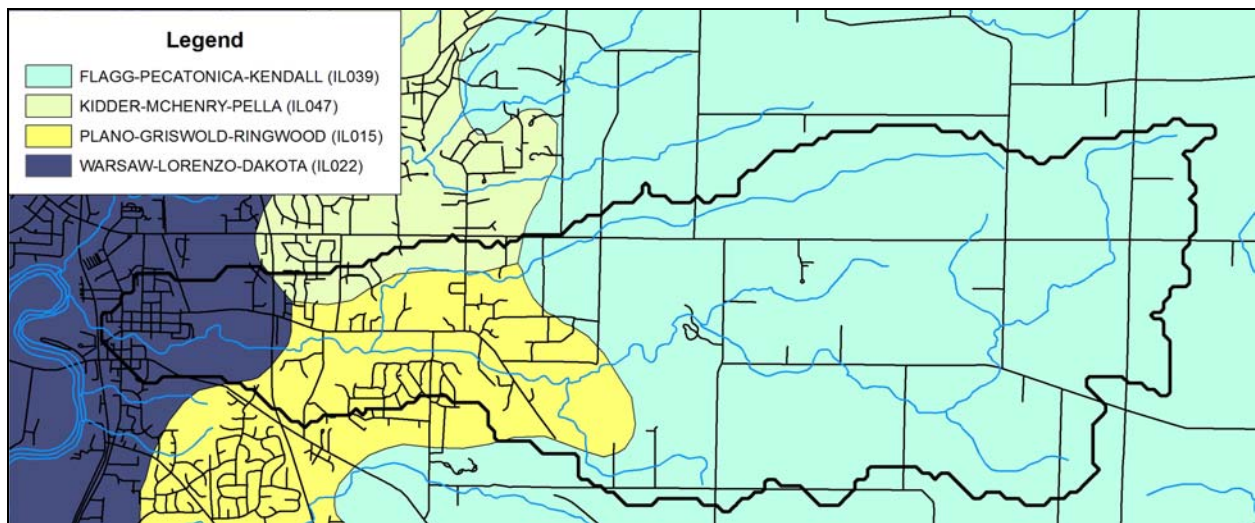 Legend
FLAGG-PECATONICA-KENDALL (IL039)
KIDDER-MCHENRY-PELLA (IL047)
PLANO-GRISWOLD-RINGWOOD (IL015)
WARSAW-LORENZO-DAKOTA (IL022)